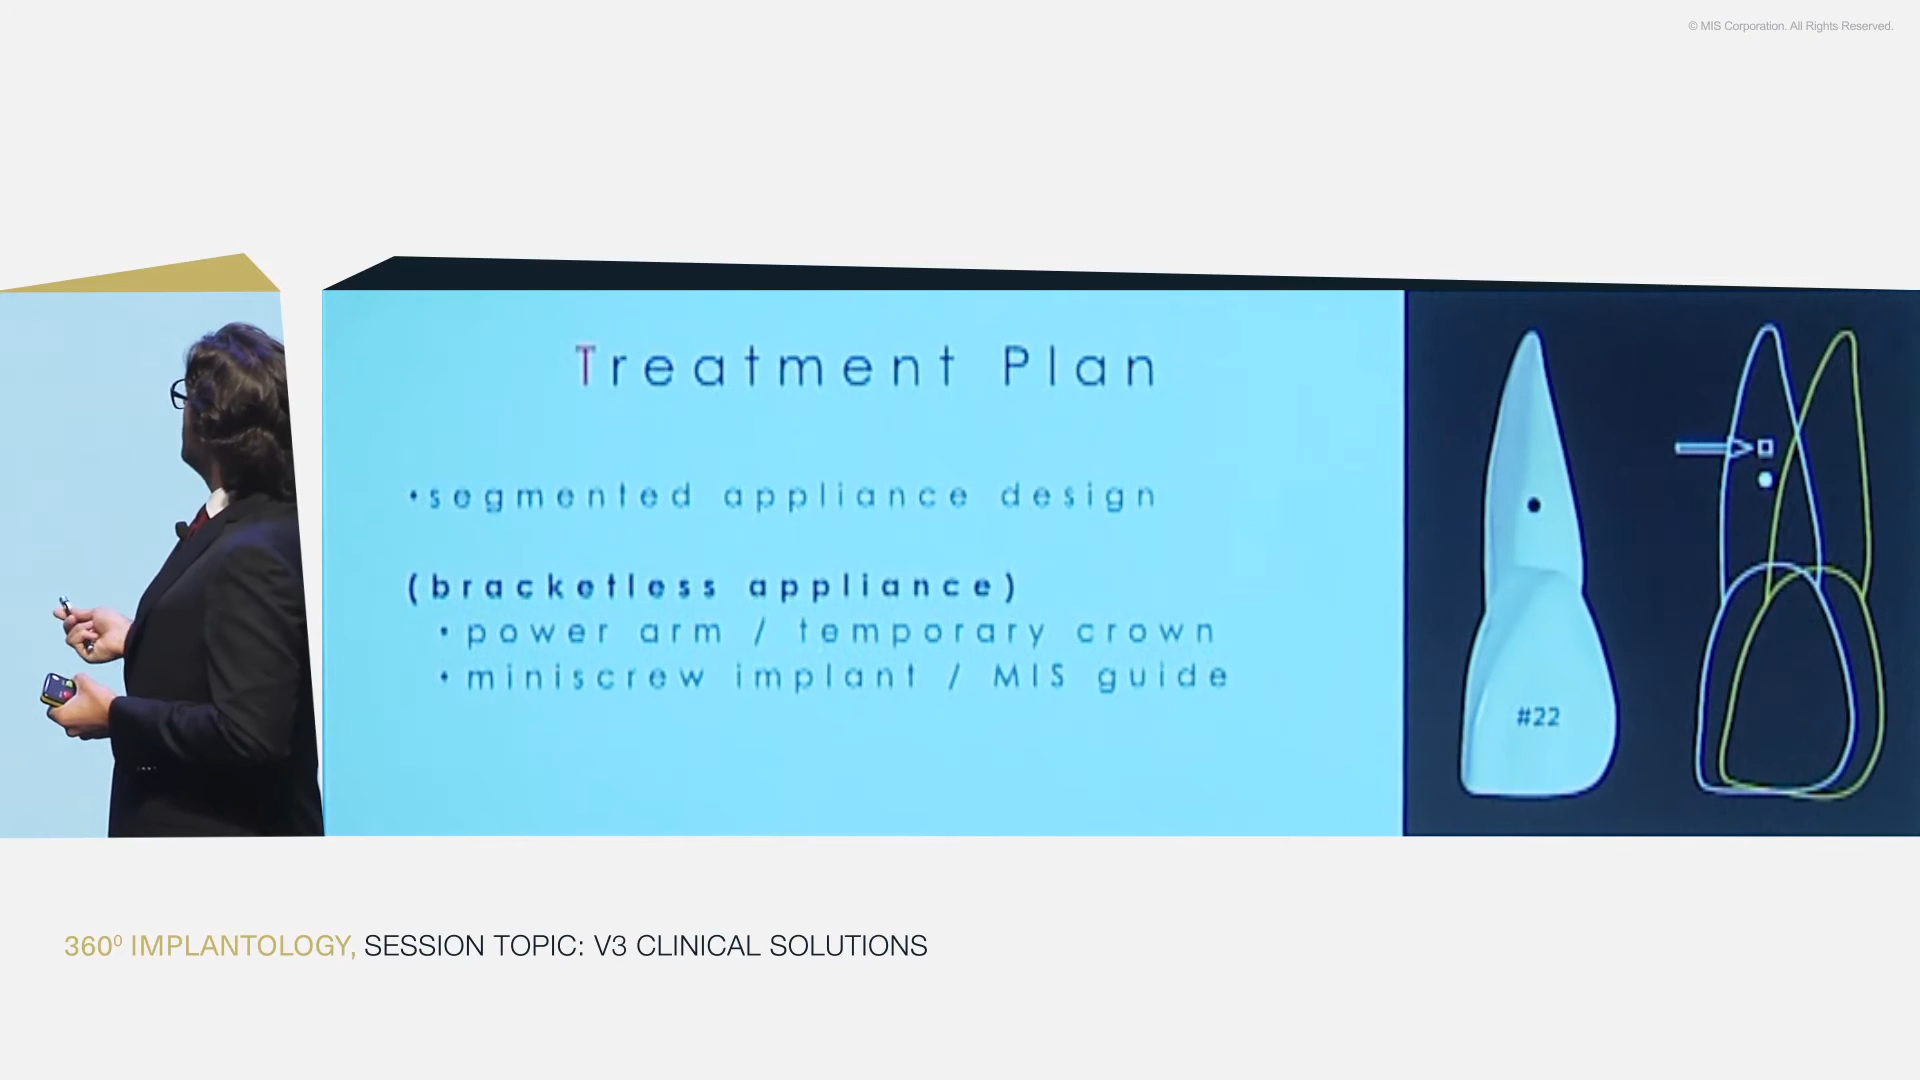 © MIS Corporation. All Rights Reserved.
Treatment Plan
•segmented appliance design
(bracketless appliance)
•power arm / temporary crown
•miniscrew implant / MIS guide
#22
360⁰ IMPLANTOLOGY, SESSION TOPIC: V3 CLINICAL SOLUTIONS